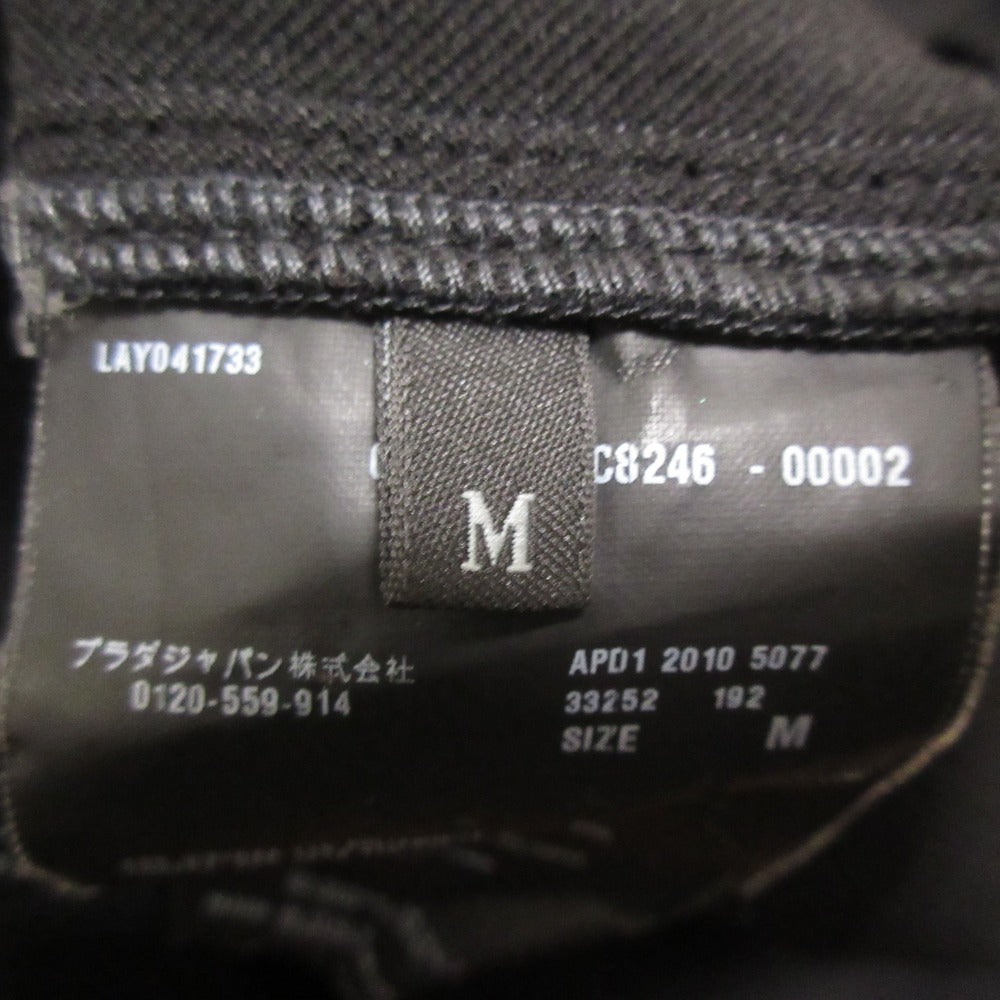 LAY041733
C8246 - 00002
M
プラダジャパン株式会社
0120-559-914
APD1 2010 5077
33252 192
SIZE M